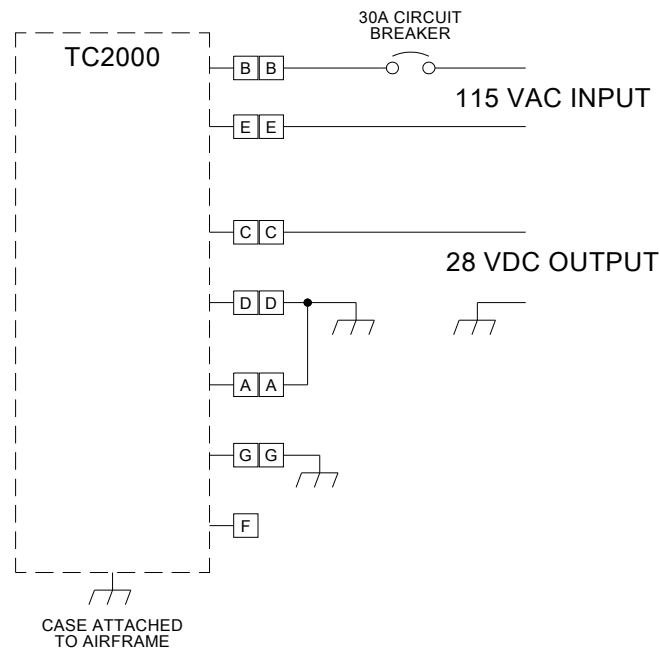 30A CIRCUIT
BREAKER
TC2000
B B
115 VAC INPUT
E E
C C
28 VDC OUTPUT
D D
A A
G G
F
CASE ATTACHED
TO AIRFRAME